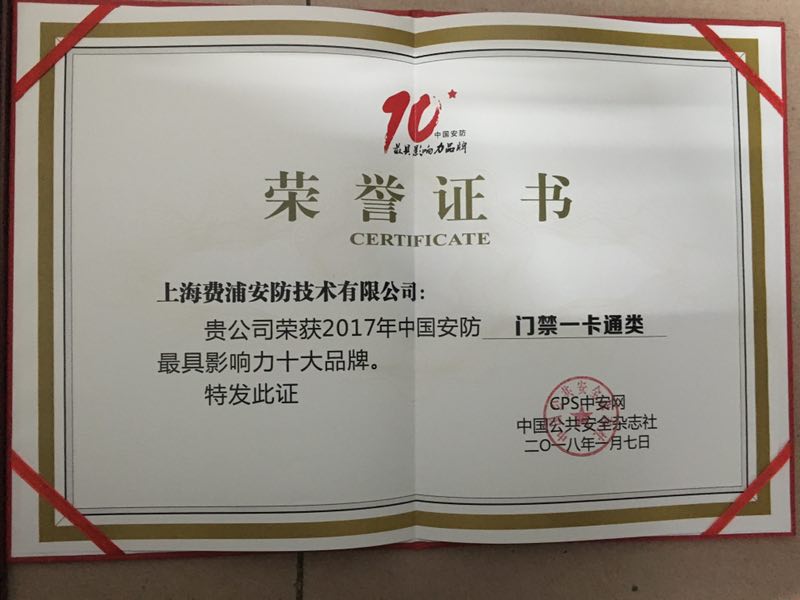 10
中国安防
最具影响力品牌
荣誉证书
CERTIFICATE
上海费浦安防技术有限公司：
贵公司荣获2017年中国安防 门禁一卡通类
最具影响力十大品牌。
特发此证
CPS中安网
中国公共安全杂志社
二〇一八年一月七日